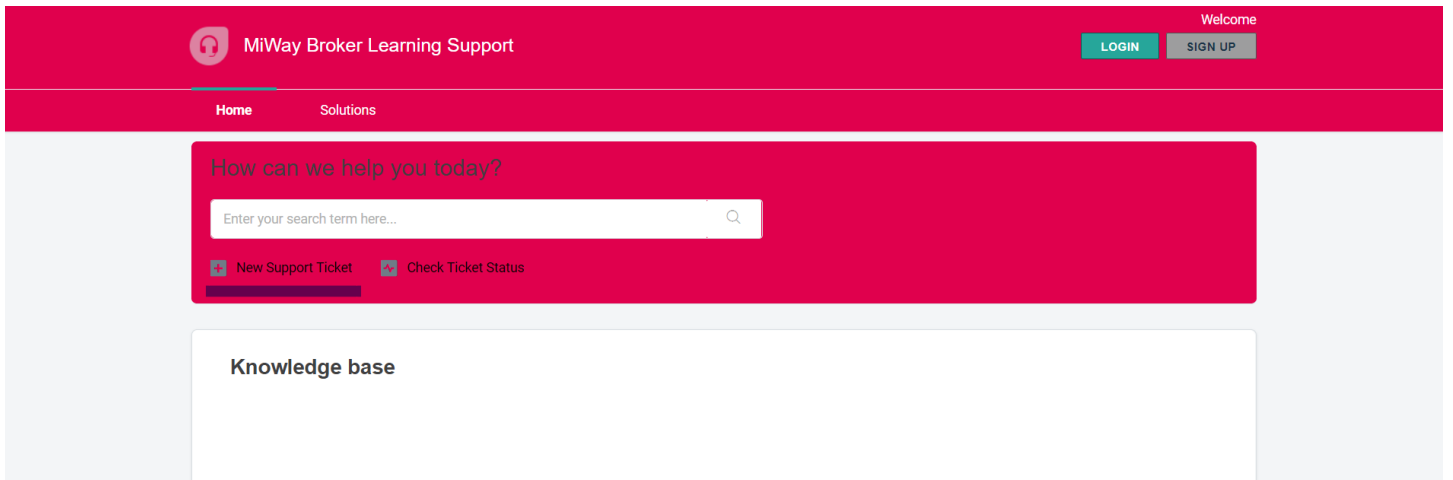 Welcome
MiWay Broker Learning Support
LOGIN
SIGN UP
Home
Solutions
How can we help you today?
Enter your search term here...
New Support Ticket
Check Ticket Status
Knowledge base